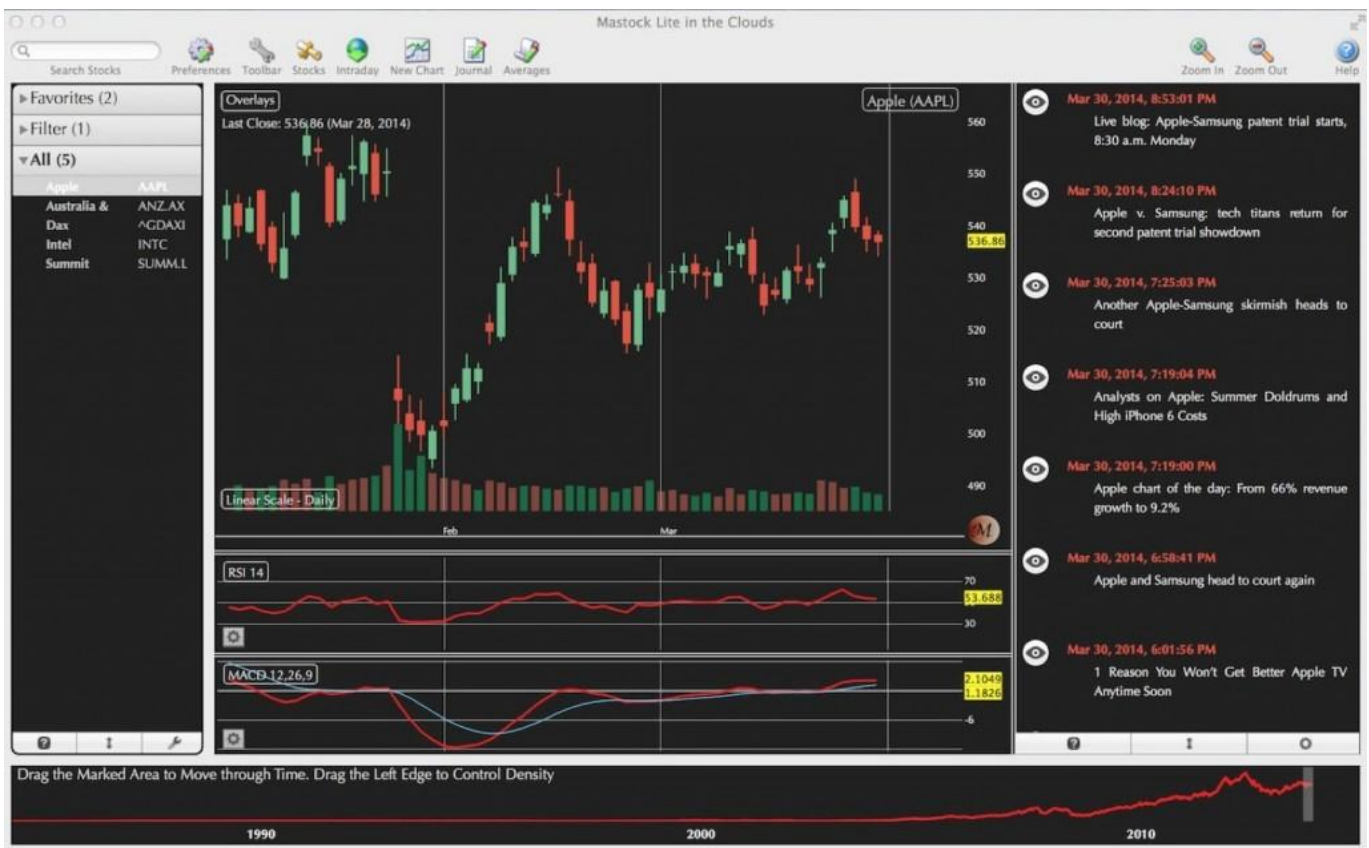 Mastock Lite in the Clouds
Search Stocks
Preferences
Toolbar
Stocks
Intraday
New Chart
Journal
Averages
Zoom In
Zoom Out
Help
Favorites (2)
Filter (1)
All (5)
Apple AAPL
Australia & ANZ.AX
Dax ^GDAXI
Intel INTC
Summit SUMM.L
Overlays
Apple (AAPL)
Last Close: 536.86 (Mar 28, 2014)
560
550
540
536.86
530
520
510
500
490
Linear Scale - Daily
Feb
Mar
M
RSI 14
70
53.688
30
MACD 12,26,9
2.1049
1.1826
-6
Mar 30, 2014, 8:53:01 PM
Live blog: Apple-Samsung patent trial starts,
8:30 a.m. Monday
Mar 30, 2014, 8:24:10 PM
Apple v. Samsung: tech titans return for
second patent trial showdown
Mar 30, 2014, 7:25:03 PM
Another Apple-Samsung skirmish heads to
court
Mar 30, 2014, 7:19:04 PM
Analysts on Apple: Summer Doldrums and
High iPhone 6 Costs
Mar 30, 2014, 7:19:00 PM
Apple chart of the day: From 66% revenue
growth to 9.2%
Mar 30, 2014, 6:58:41 PM
Apple and Samsung head to court again
Mar 30, 2014, 6:01:56 PM
1 Reason You Won't Get Better Apple TV
Anytime Soon
Drag the Marked Area to Move through Time. Drag the Left Edge to Control Density
1990
2000
2010